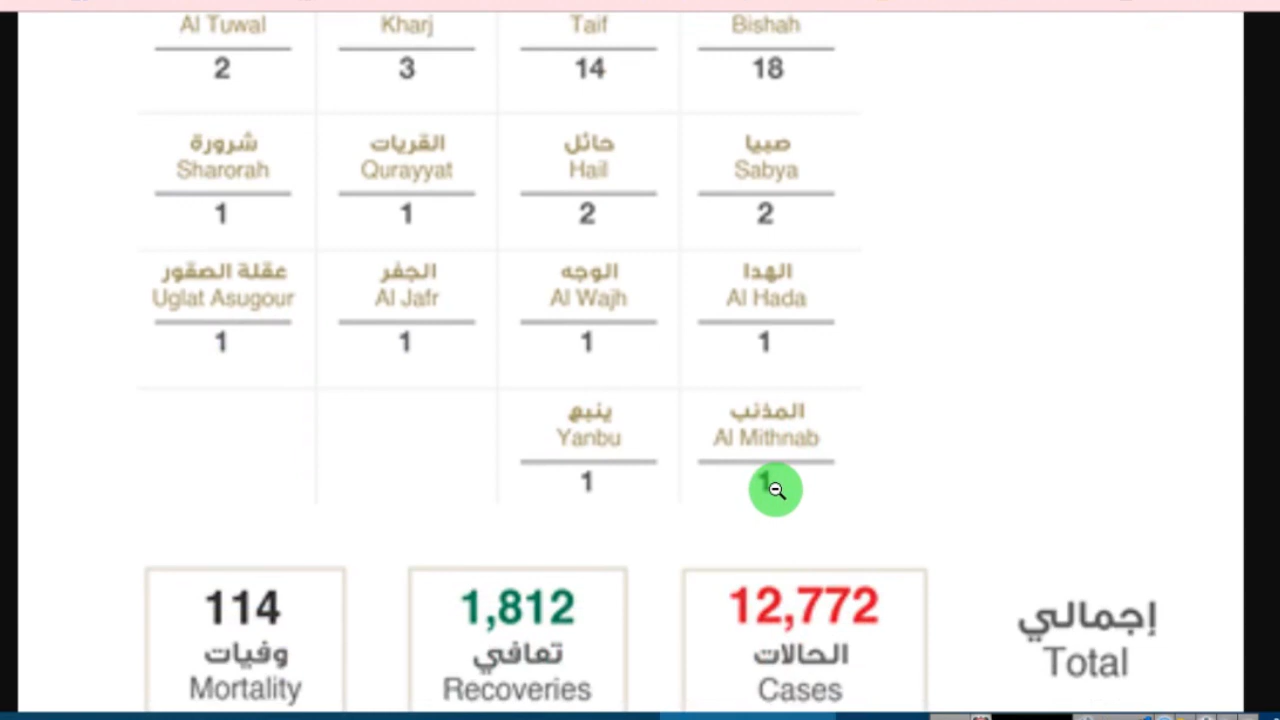 Al Tuwal Kharj Taif Bishah
2 3 14 18
شرورة القريات حائل صبيا
Sharorah Qurayyat Hail Sabya
1 1 2 2
عقلة الصقور الجفر الوجه الهدا
Uglat Asugour Al Jafr Al Wajh Al Hada
1 1 1 1
ينبع المذنب
Yanbu Al Mithnab
1 1
114 1,812 12,772
وفيات تعافي الحالات إجمالي
Mortality Recoveries Cases Total